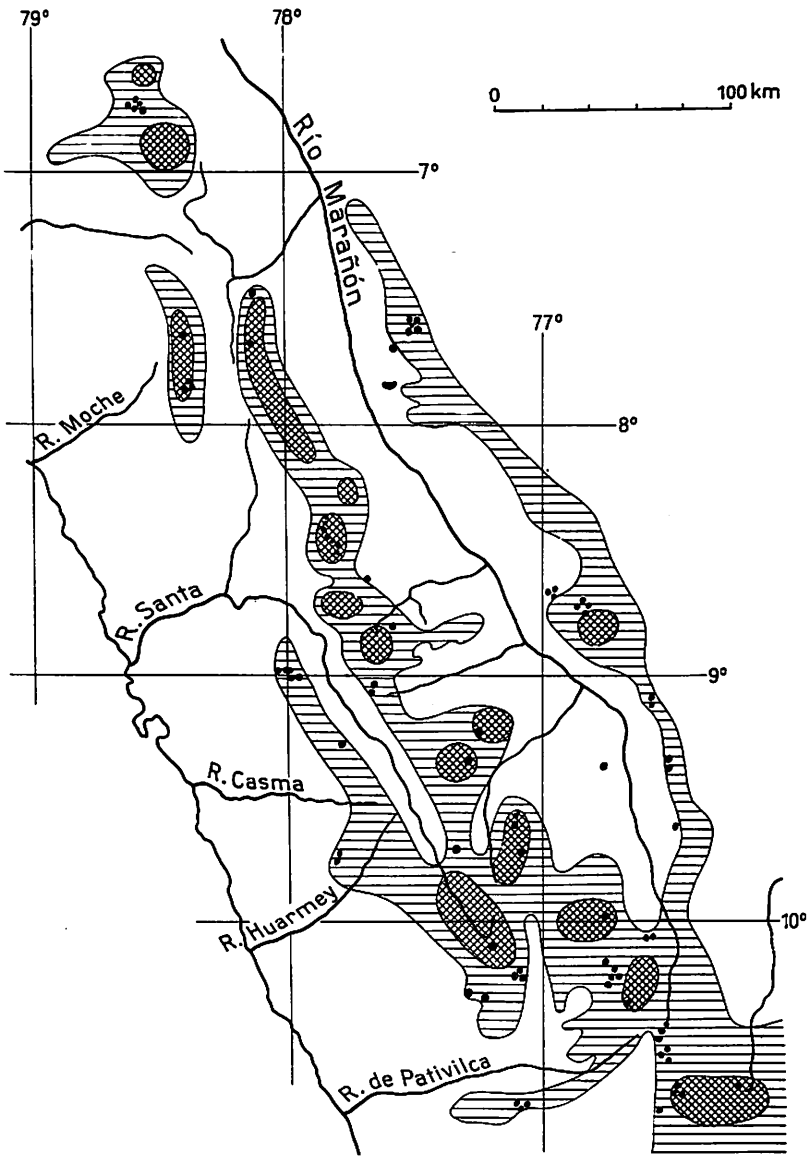 79°
78°
0 100 km
Río Marañón
7°
77°
R. Moche
8°
R. Santa
9°
R. Casma
R. Huarmey
10°
R. de Pativilca